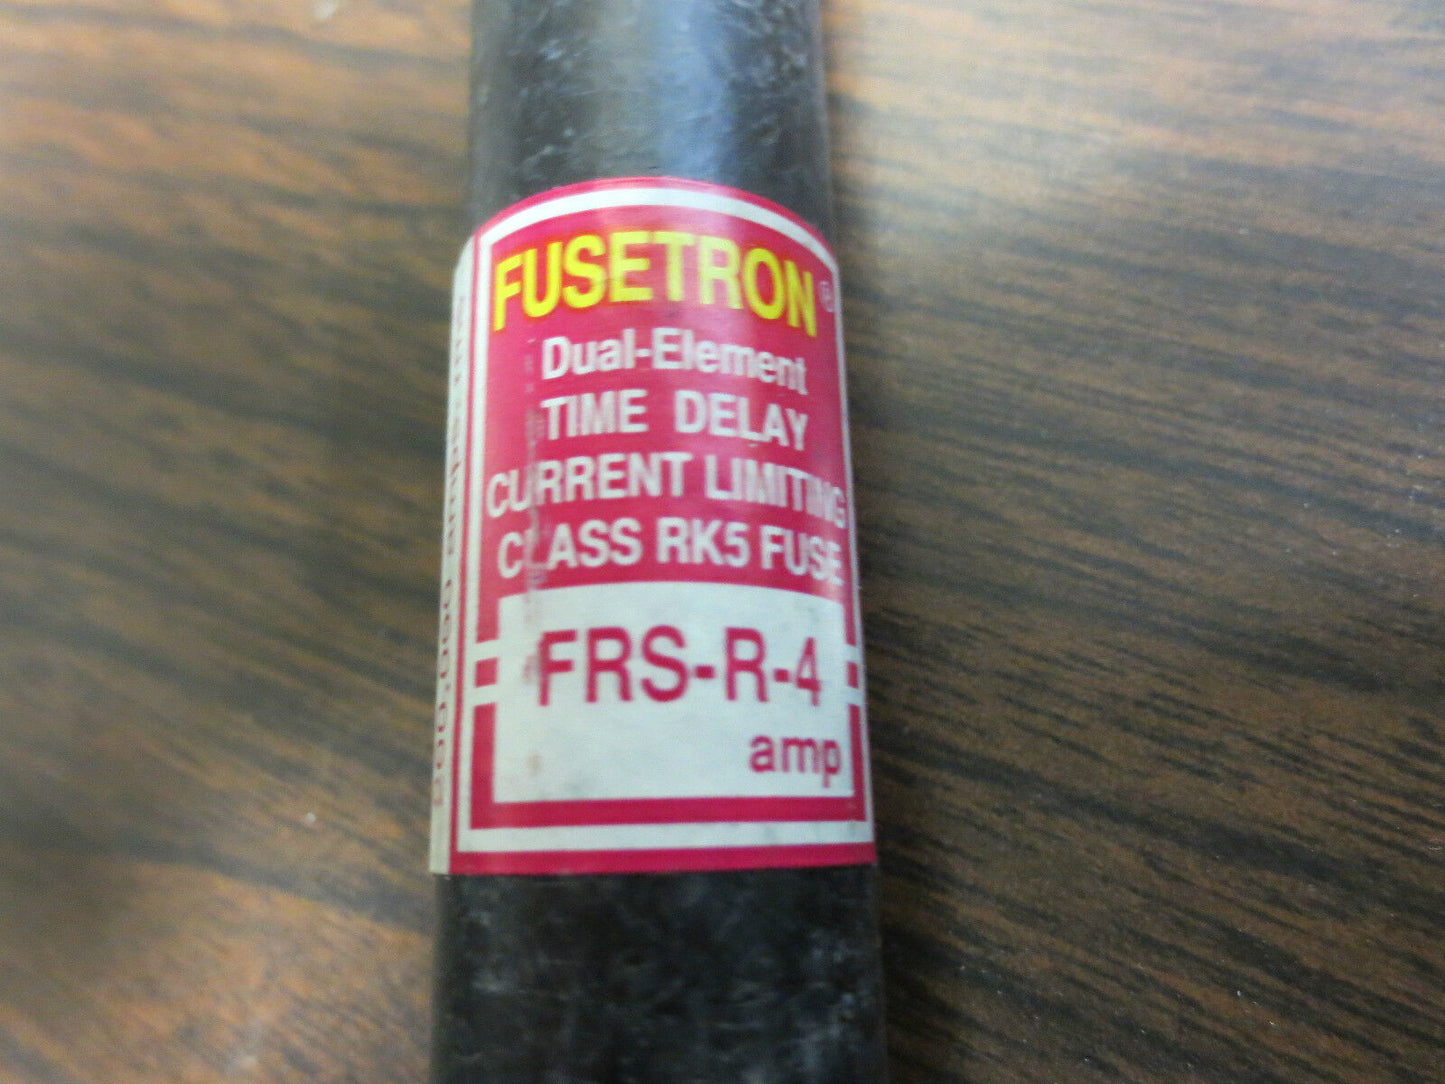 FUSETRON®
Dual-Element
TIME DELAY
CURRENT LIMITING
CLASS RK5 FUSE
FRS-R-4
amp